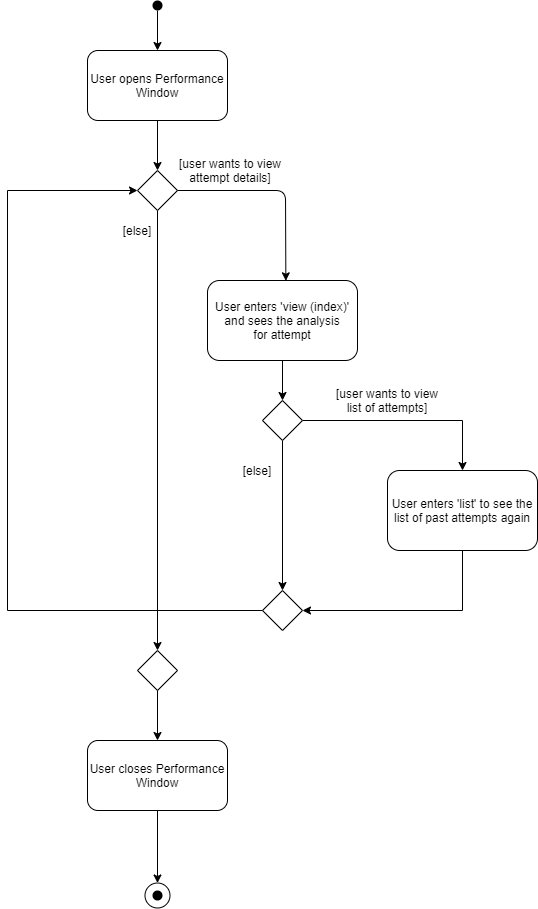 User opens Performance
Window
[user wants to view
attempt details]
[else]
User enters 'view (index)'
and sees the analysis
for attempt
[user wants to view
list of attempts]
[else]
User enters 'list' to see the
list of past attempts again
User closes Performance
Window